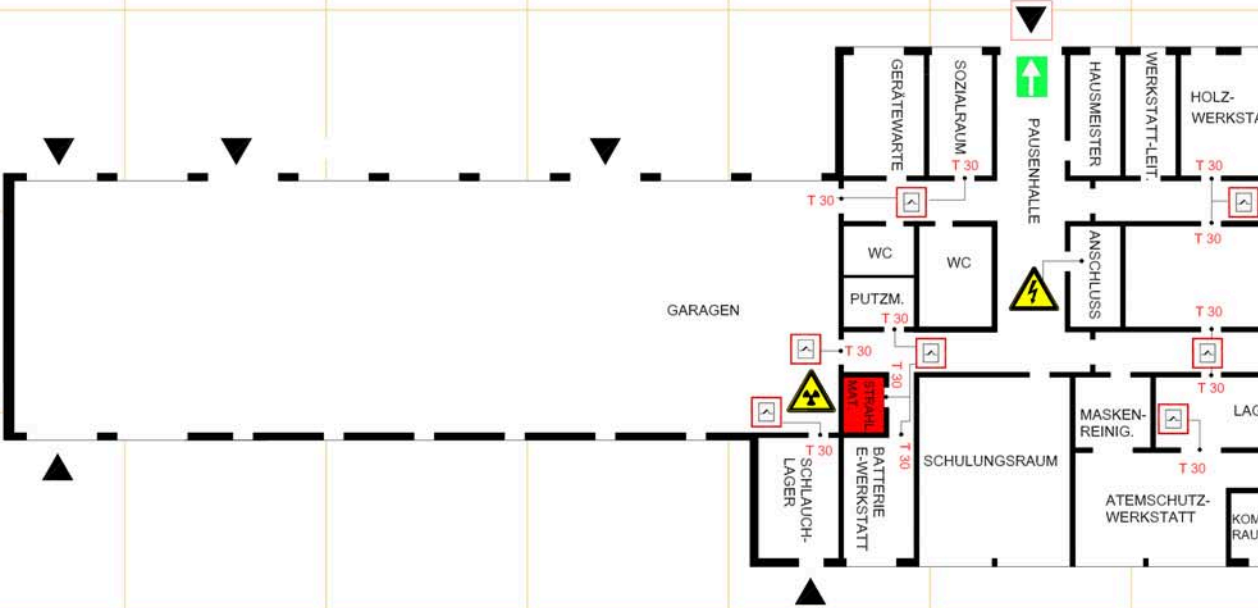 GERÄTEWARTE
SOZIALRAUM
T 30
PAUSENHALLE
HAUSMEISTER
WERKSTATT-LEIT.
HOLZ-
WERKSTA
T 30
T 30
T 30
WC
WC
ANSCHLUSS
PUTZM.
T 30
T 30
GARAGEN
T 30
T 30
STRAHL
MAT
T 30
T 30
SCHLAUCH-
LAGER
BATTERIE
E-WERKSTATT
T 30
SCHULUNGSRAUM
MASKEN-
REINIG.
LAG
T 30
ATEMSCHUTZ-
WERKSTATT
KOM
RAU